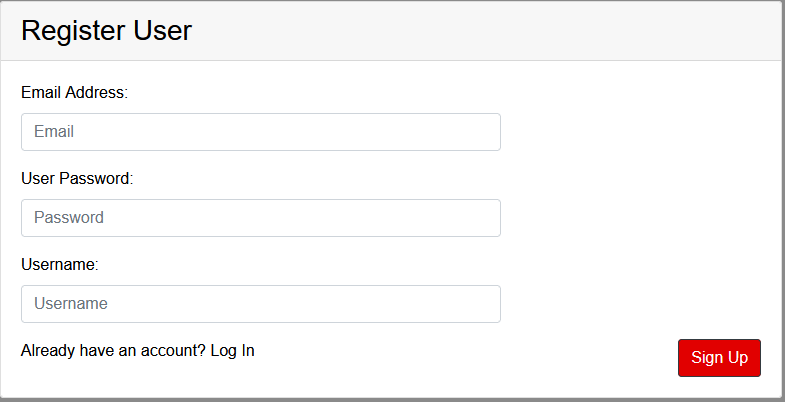 Register User
Email Address:
Email
User Password:
Password
Username:
Username
Already have an account? Log In
Sign Up